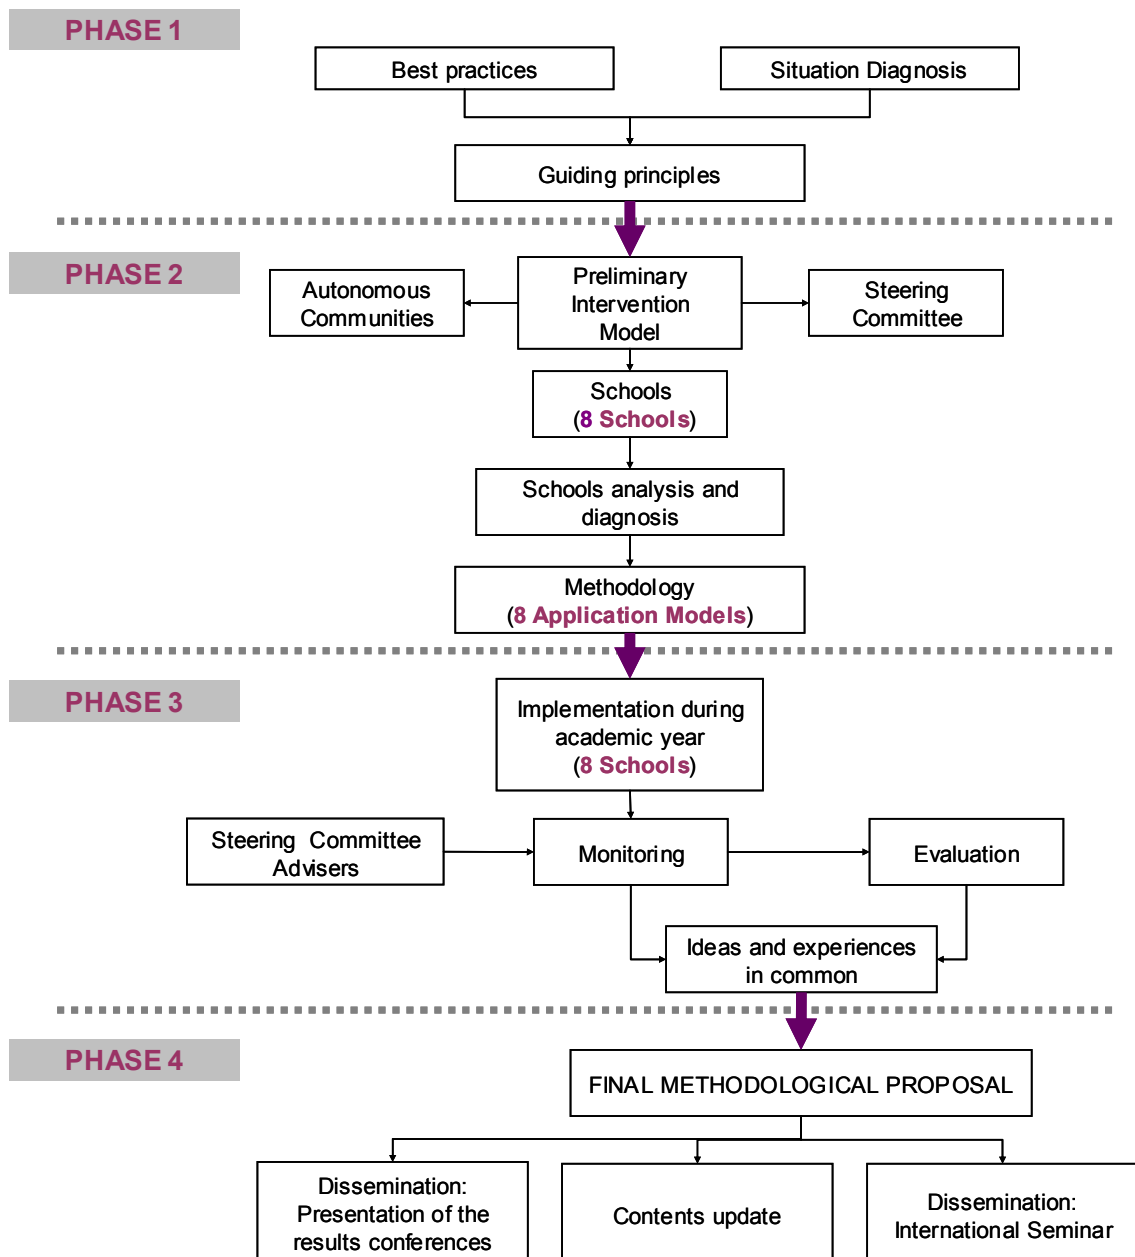 PHASE 1
Best practices
Situation Diagnosis
Guiding principles
PHASE 2
Autonomous
Communities
Preliminary
Intervention
Model
Steering
Committee
Schools
(8 Schools)
Schools analysis and
diagnosis
Methodology
(8 Application Models)
PHASE 3
Implementation during
academic year
(8 Schools)
Steering Committee
Advisers
Monitoring
Evaluation
Ideas and experiences
in common
PHASE 4
FINAL METHODOLOGICAL PROPOSAL
Dissemination:
Presentation of the
results conferences
Contents update
Dissemination:
International Seminar